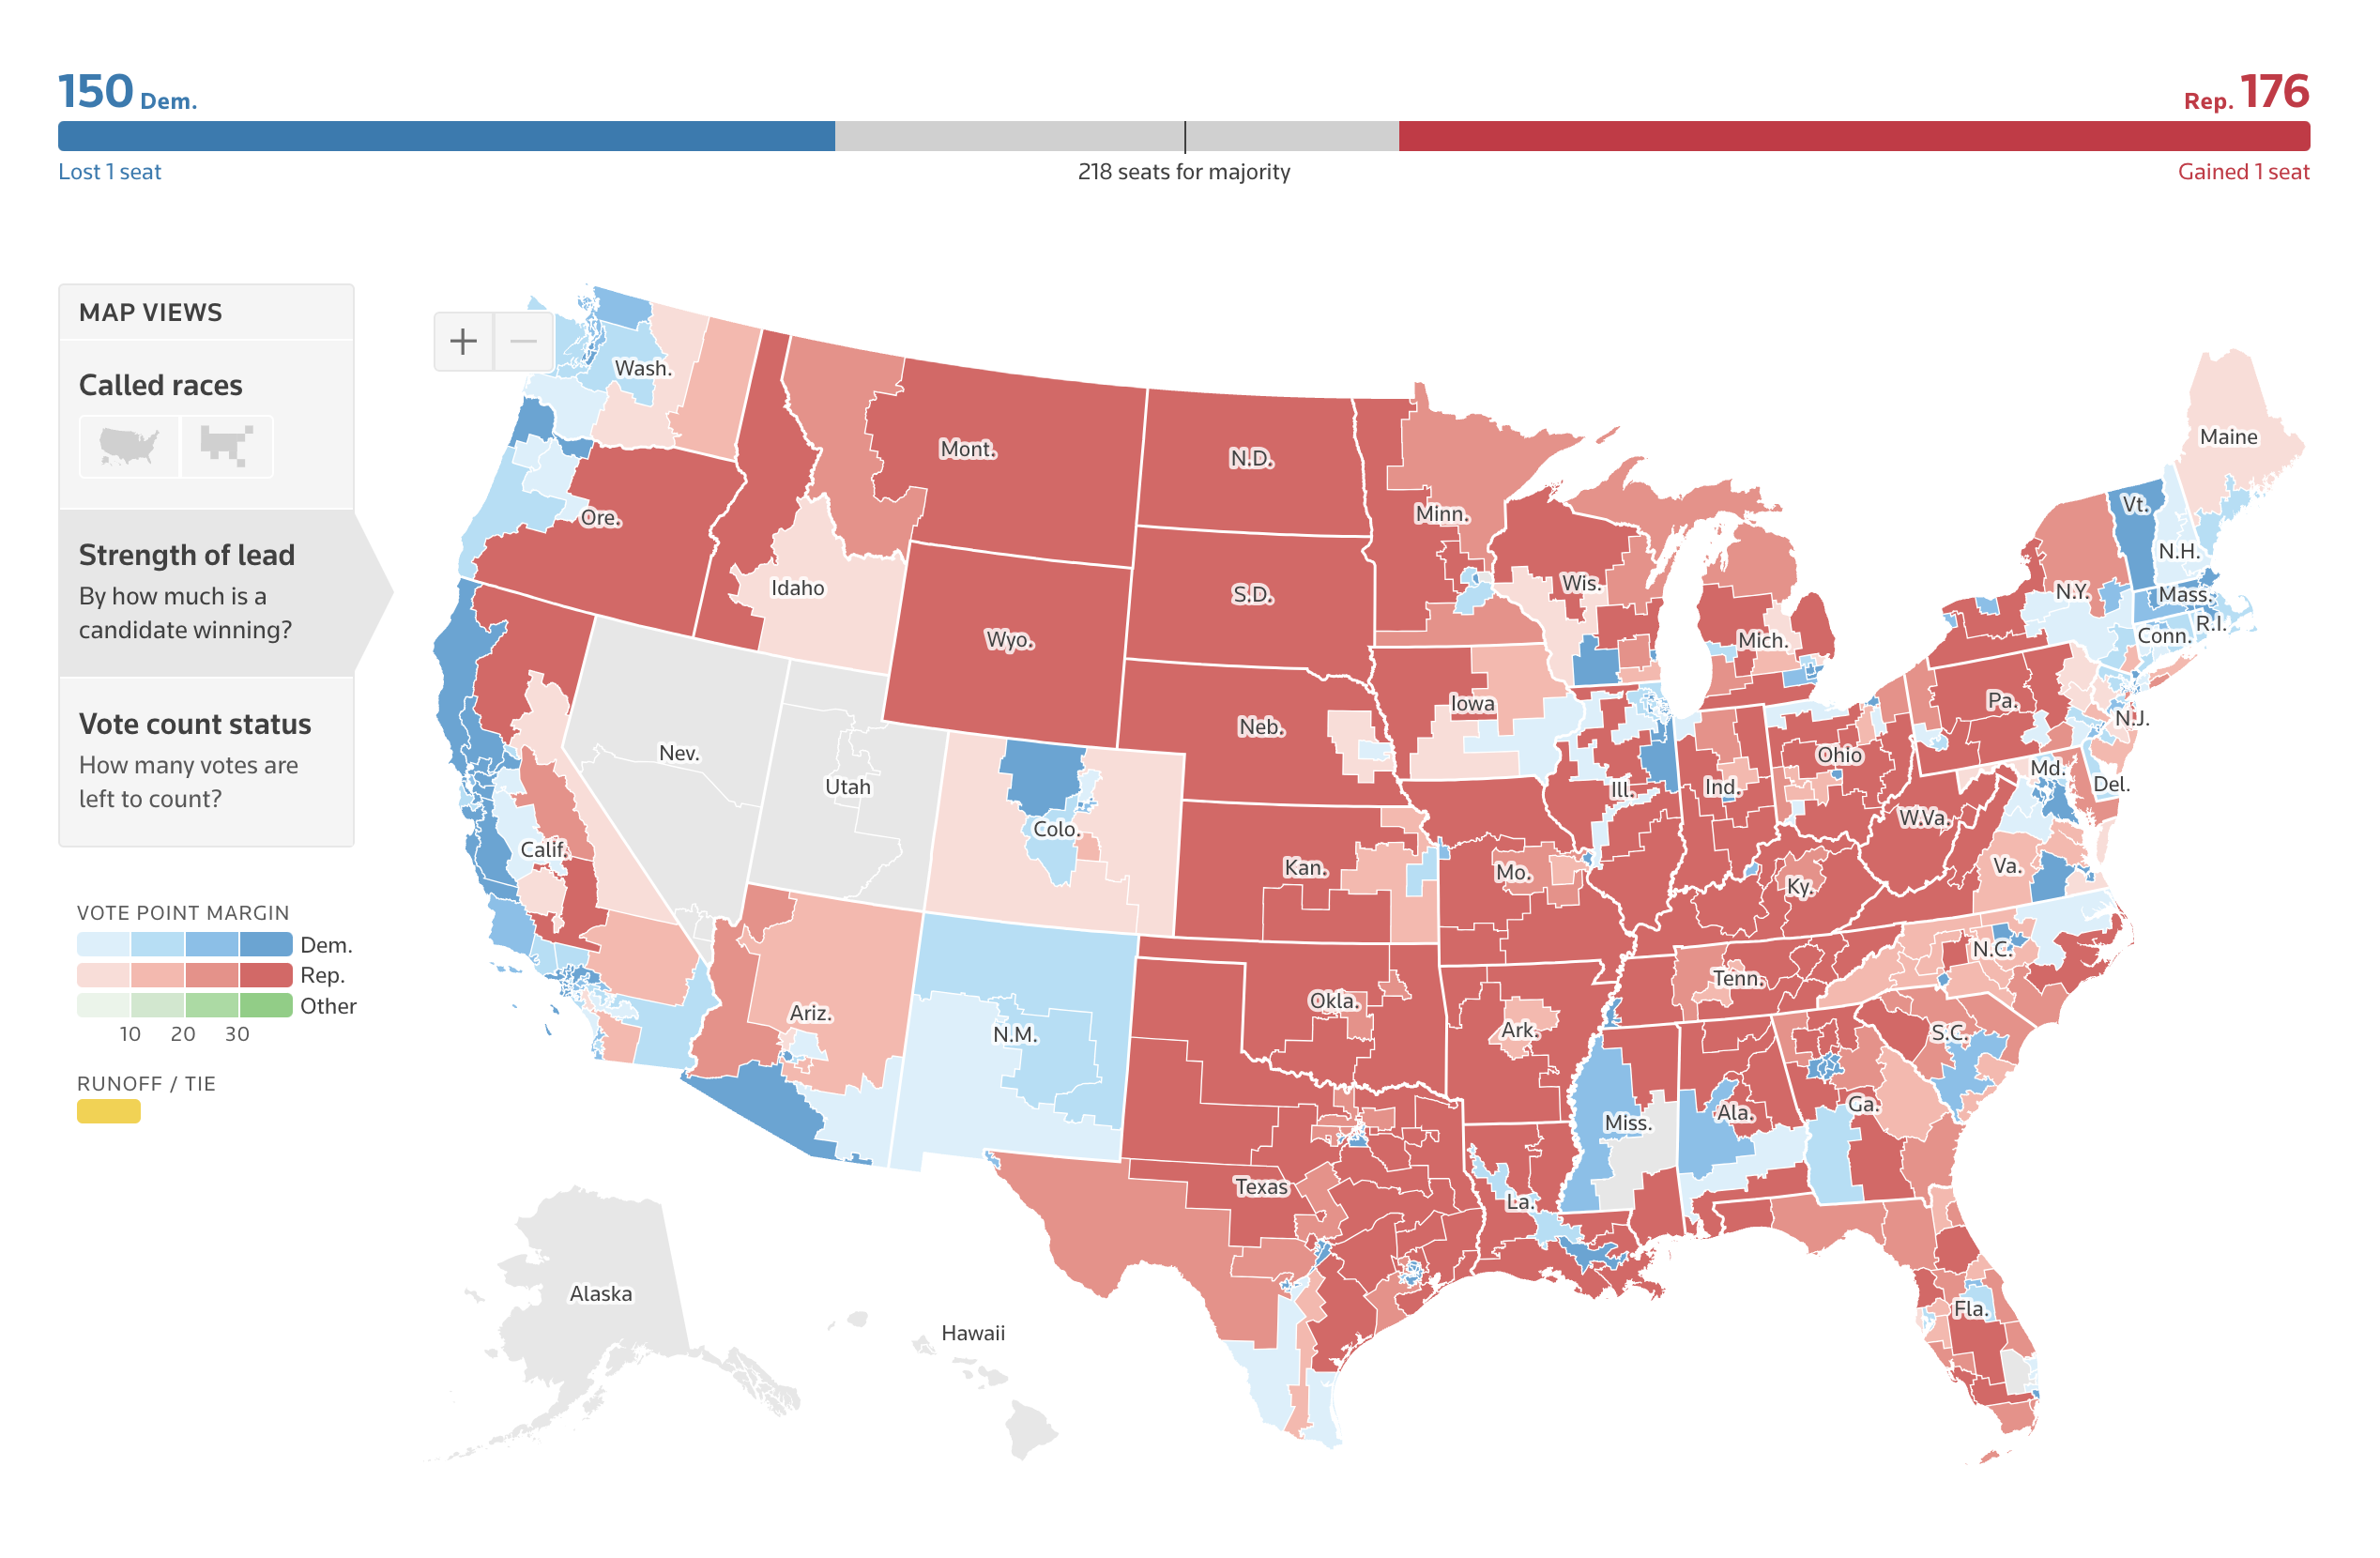 150 Dem.
Rep. 176
Lost 1 seat
218 seats for majority
Gained 1 seat
MAP VIEWS
Called races
Strength of lead
By how much is a
candidate winning?
Vote count status
How many votes are
left to count?
VOTE POINT MARGIN
Dem.
Rep.
Other
10 20 30
RUNOFF / TIE
+
−
Wash.
Mont.
N.D.
Minn.
Maine
Vt.
Ore.
Idaho
S.D.
Wis.
N.H.
N.Y.
Mass.
R.I.
Conn.
Wyo.
Mich.
Iowa
Pa.
N.J.
Neb.
Nev.
Utah
Ohio
Md.
Del.
Ill.
Ind.
Colo.
W.Va.
Calif.
Kan.
Mo.
Ky.
Va.
N.C.
Tenn.
Ariz.
Okla.
Ark.
S.C.
N.M.
Miss.
Ala.
Ga.
Texas
La.
Alaska
Hawaii
Fla.